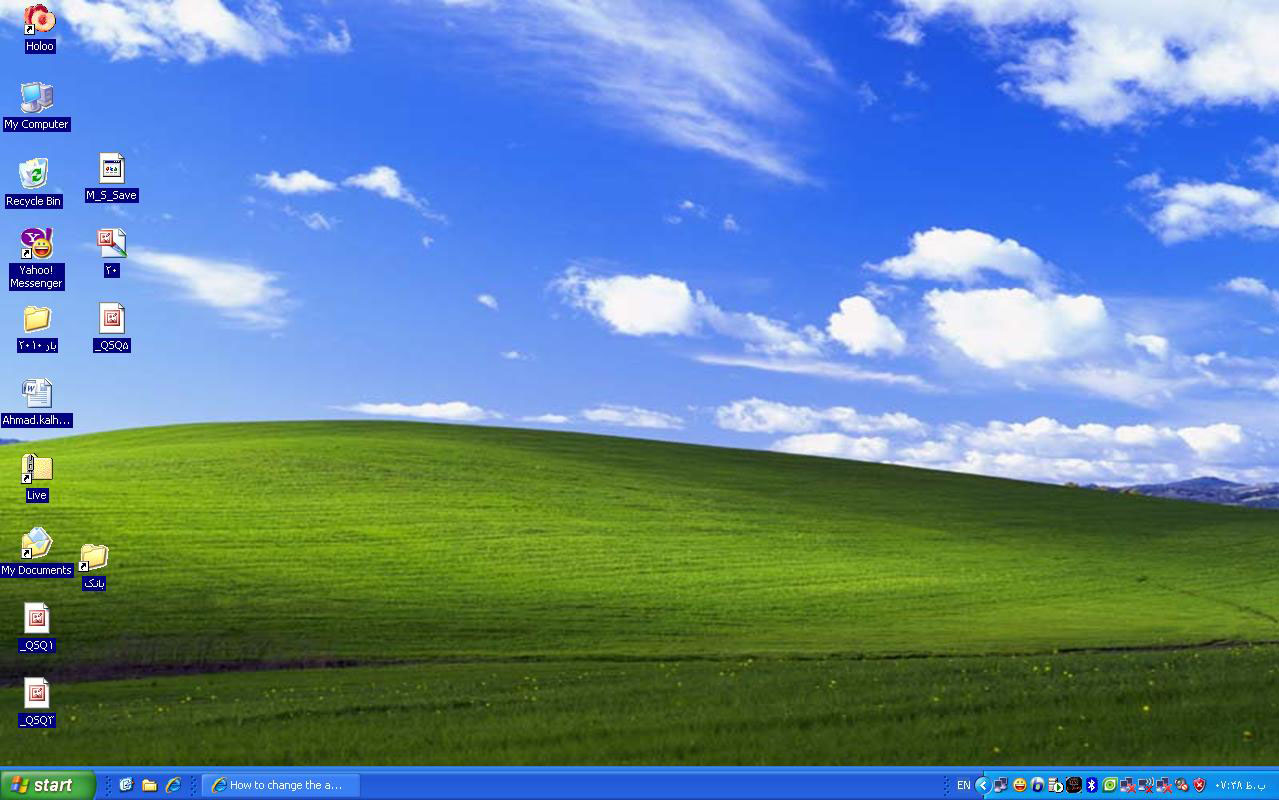 Holoo
My Computer
Recycle Bin
Yahoo!
Messenger
بار ۲۰۱۰
Ahmad.kalh...
Live
My Documents
_QSQ۱
_QSQ۲
M_S_Save
۲۰
_QSQ۵
بانک
start
How to change the a...
EN
۰۷:۲۸ ب.ظ